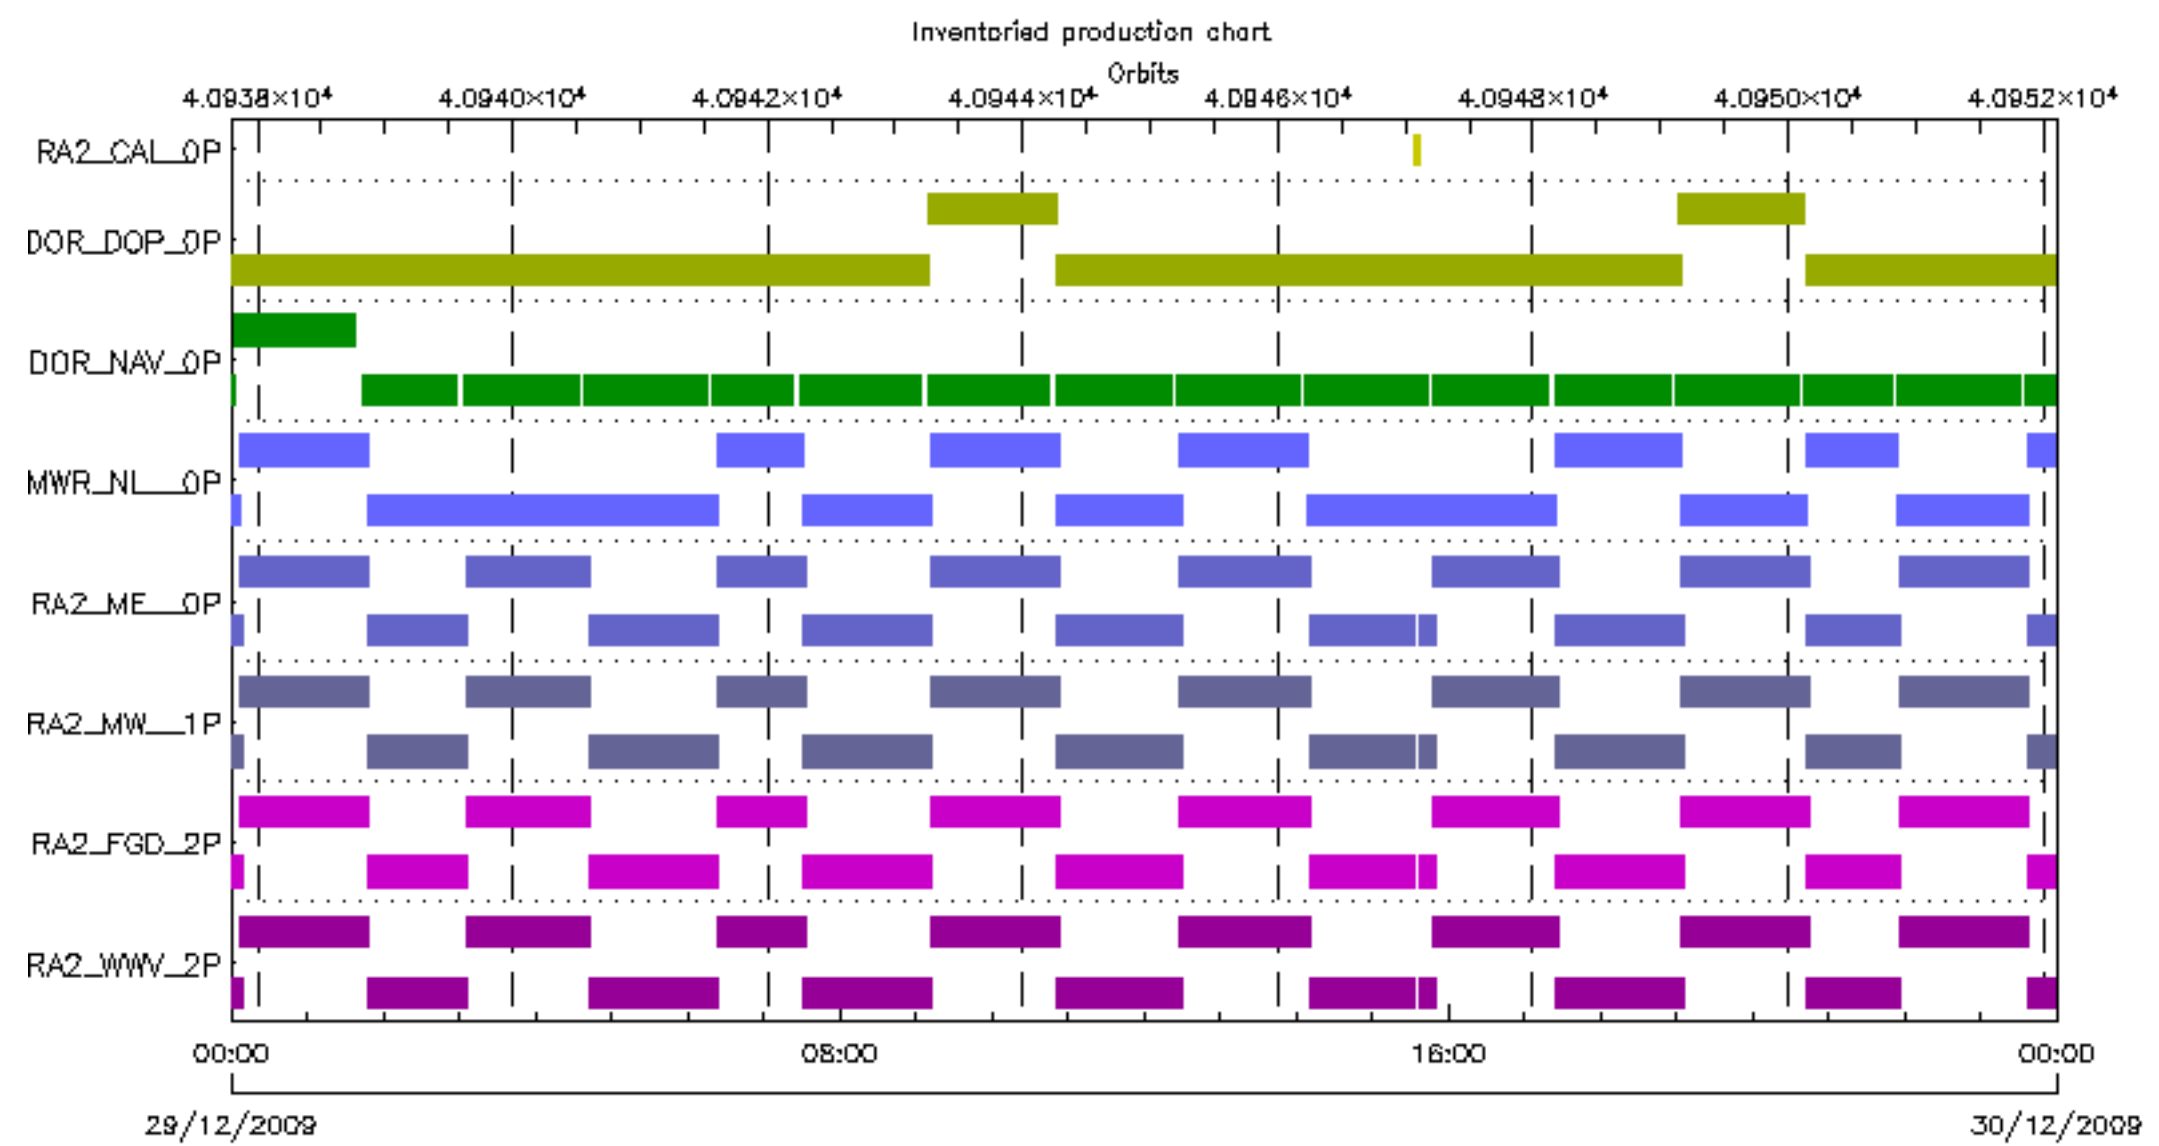 Inventoried production chart
Orbits
4.0938×10⁴ 4.0940×10⁴ 4.0942×10⁴ 4.0944×10⁴ 4.0946×10⁴ 4.0948×10⁴ 4.0950×10⁴ 4.0952×10⁴
RA2_CAL_0P
DOR_DOP_0P
DOR_NAV_0P
MWR_NL__0P
RA2_ME__0P
RA2_MW__1P
RA2_FGD_2P
RA2_WWV_2P
00:00 08:00 16:00 00:00
29/12/2009 30/12/2009